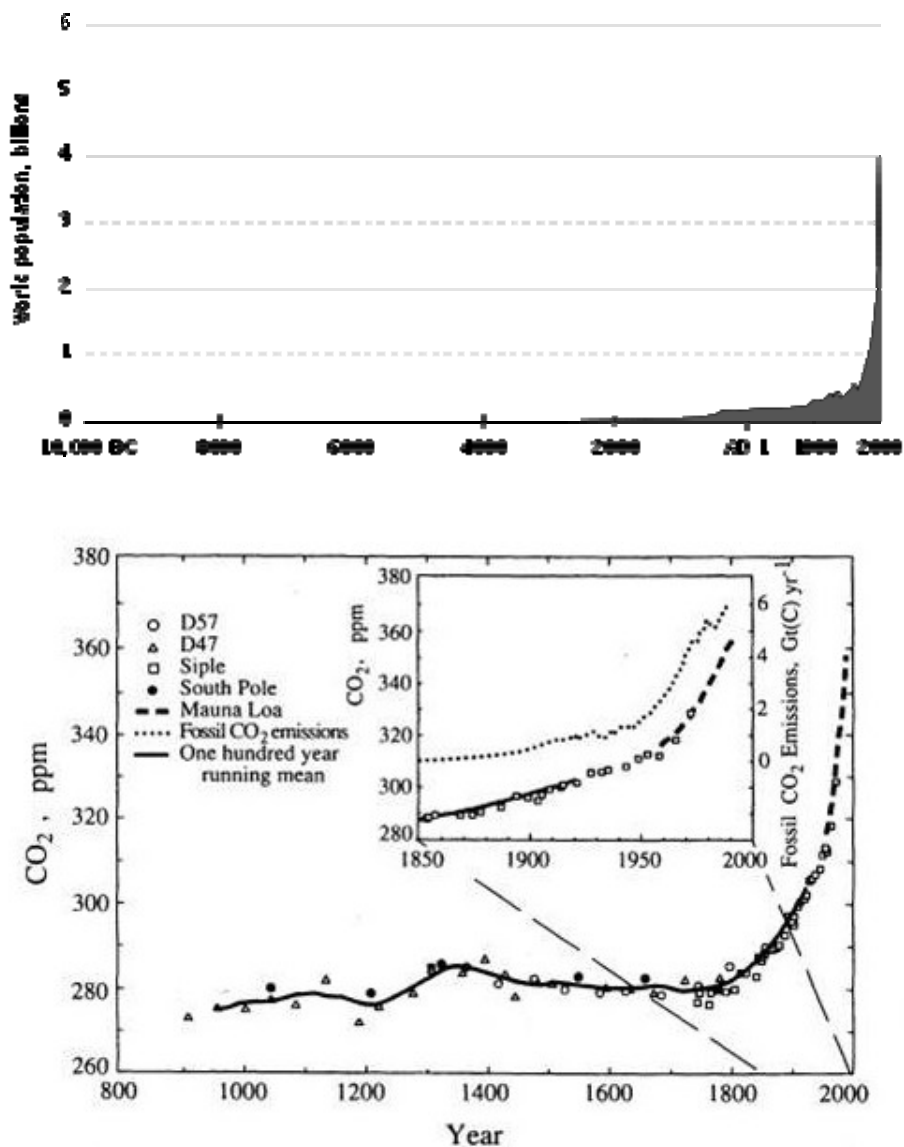 6
5
World population, billions
4
3
2
1
0
10,000 BC 8000 6000 4000 2000 AD 1 1000 2000
380
360
340
320
300
280
260
CO₂, ppm
D57
D47
Siple
South Pole
Mauna Loa
Fossil CO₂ emissions
One hundred year
running mean
380
360
340
320
300
280
CO₂, ppm
6
4
2
0
Fossil CO₂ Emissions, Gt(C) yr⁻¹
1850 1900 1950 2000
800 1000 1200 1400 1600 1800 2000
Year